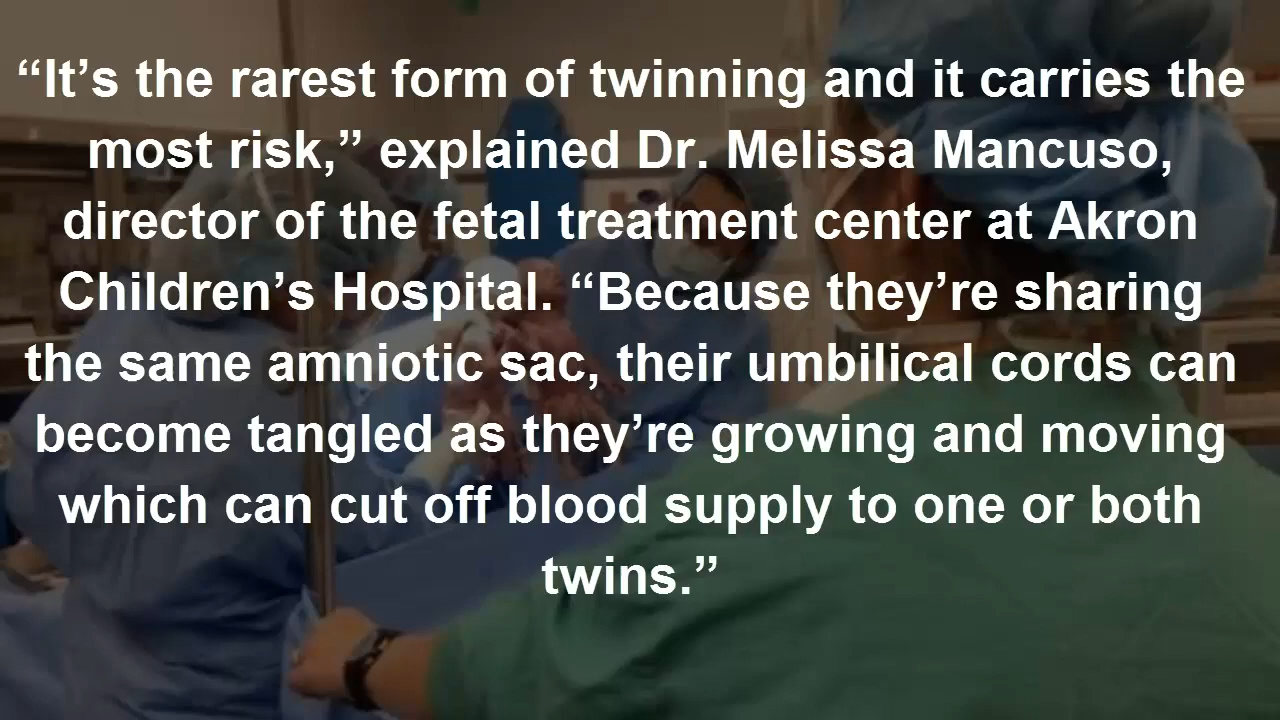 “It’s the rarest form of twinning and it carries the
most risk,” explained Dr. Melissa Mancuso,
director of the fetal treatment center at Akron
Children’s Hospital. “Because they’re sharing
the same amniotic sac, their umbilical cords can
become tangled as they’re growing and moving
which can cut off blood supply to one or both
twins.”